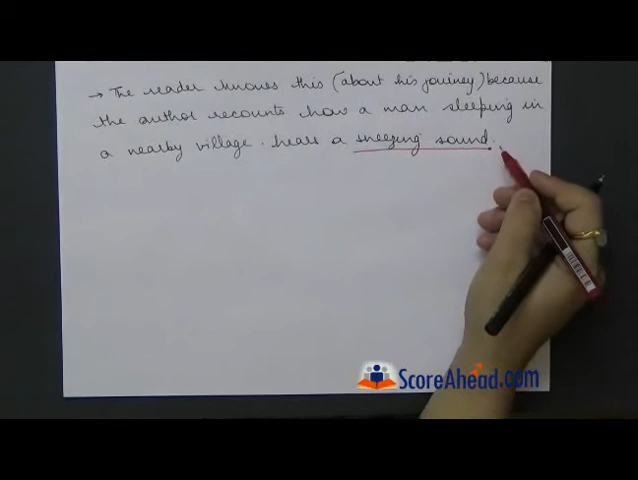 → The reader knows this (about his journey) because
the author recounts how a man sleeping in
a nearby village . hears a sneezing sound.
ScoreAhead.com